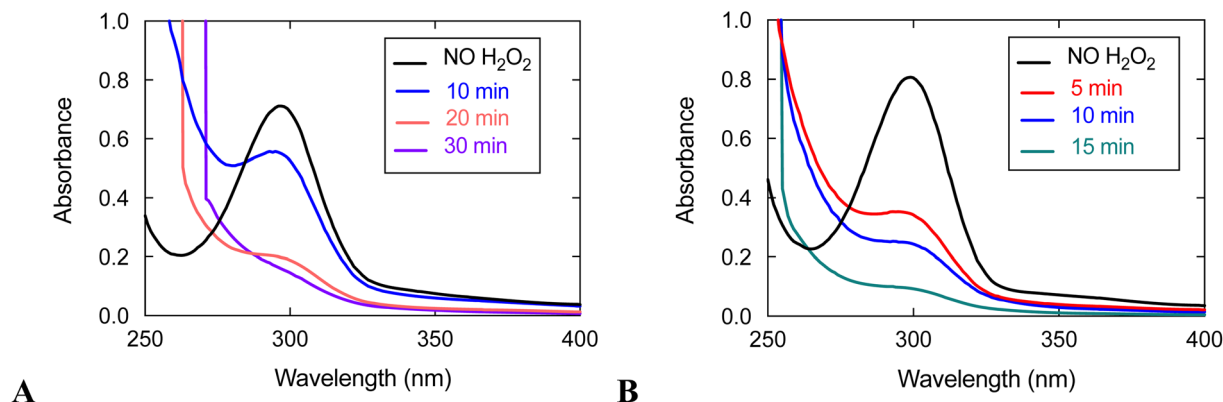 1.0
0.8
0.6
0.4
0.2
0.0
Absorbance
NO H₂O₂
10 min
20 min
30 min
250
300
350
400
Wavelength (nm)
A
1.0
0.8
0.6
0.4
0.2
0.0
Absorbance
NO H₂O₂
5 min
10 min
15 min
250
300
350
400
Wavelength (nm)
B